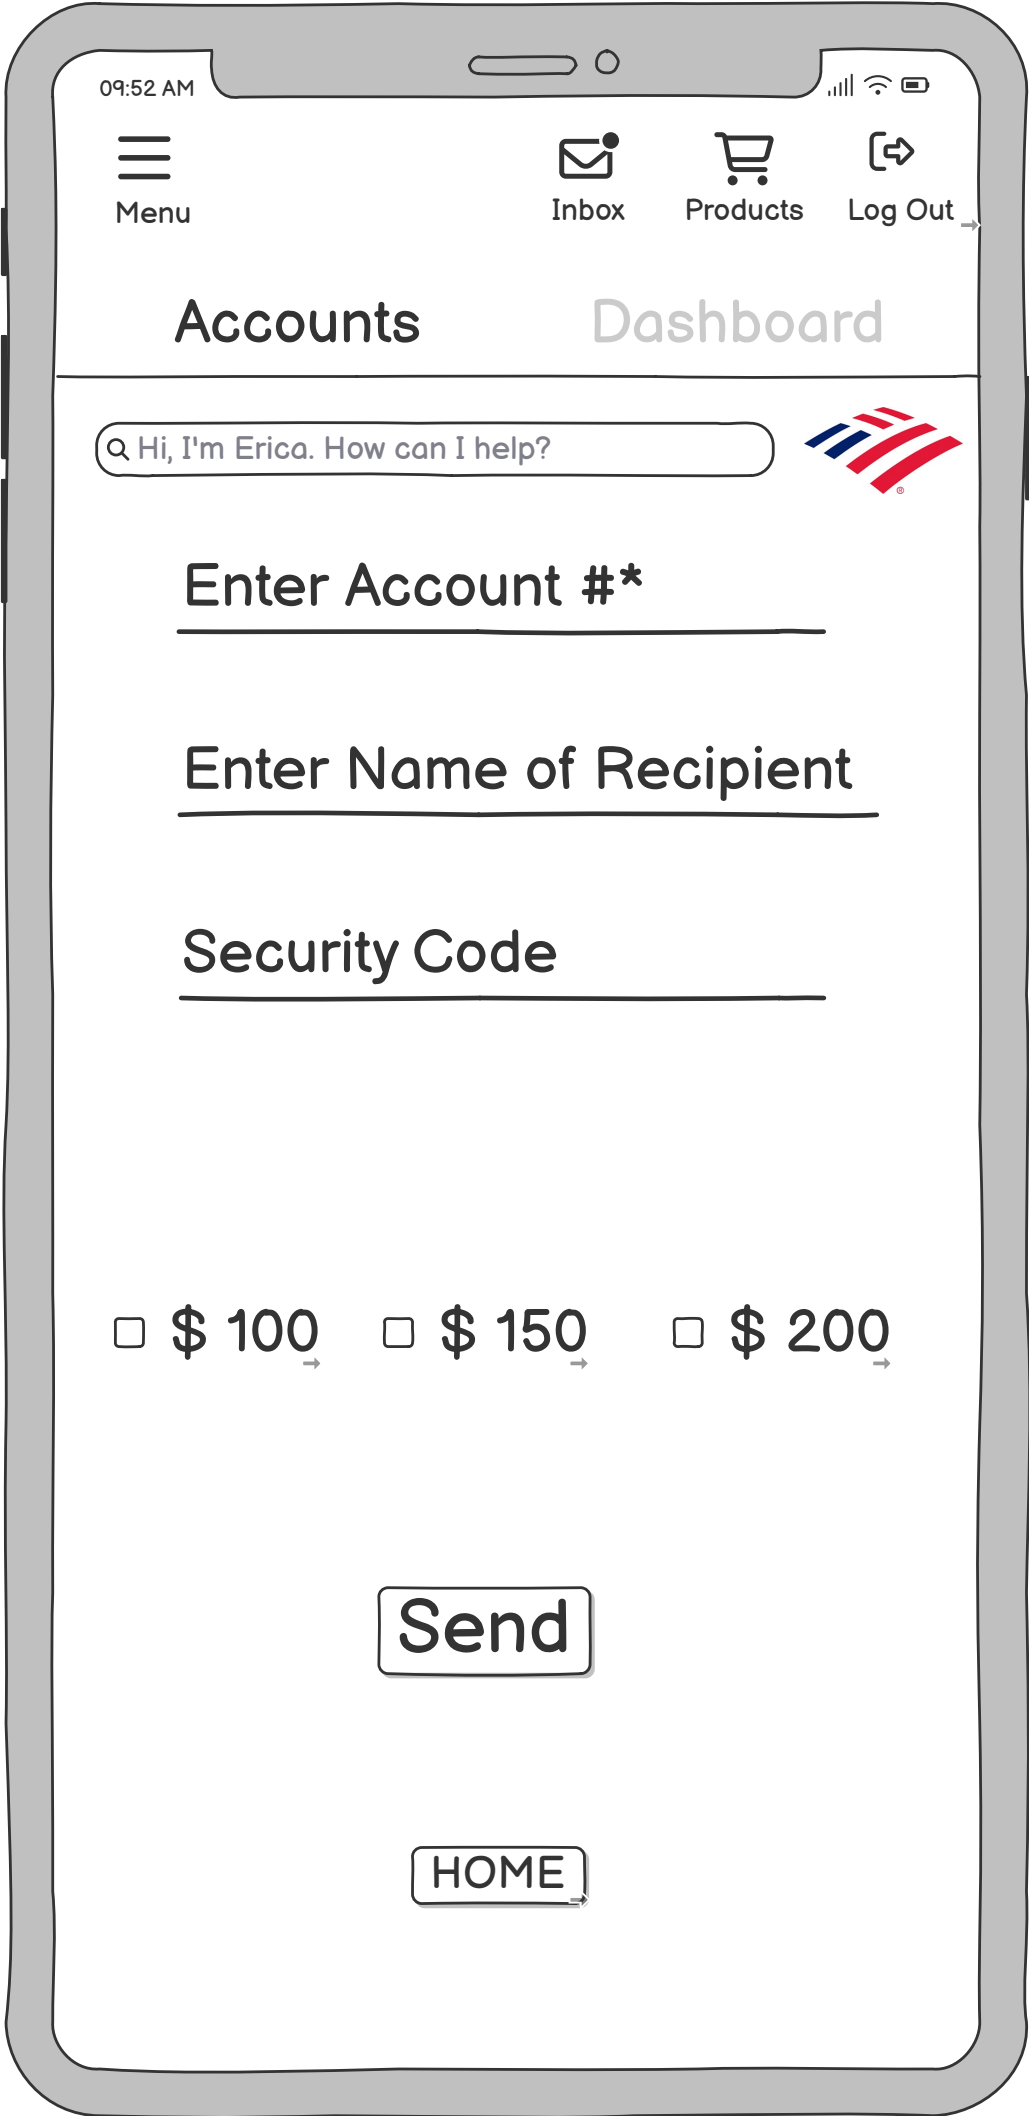 09:52 AM
Menu
Inbox
Products
Log Out
Accounts
Dashboard
Hi, I'm Erica. How can I help?
®
Enter Account #*
Enter Name of Recipient
Security Code
$ 100
$ 150
$ 200
Send
HOME